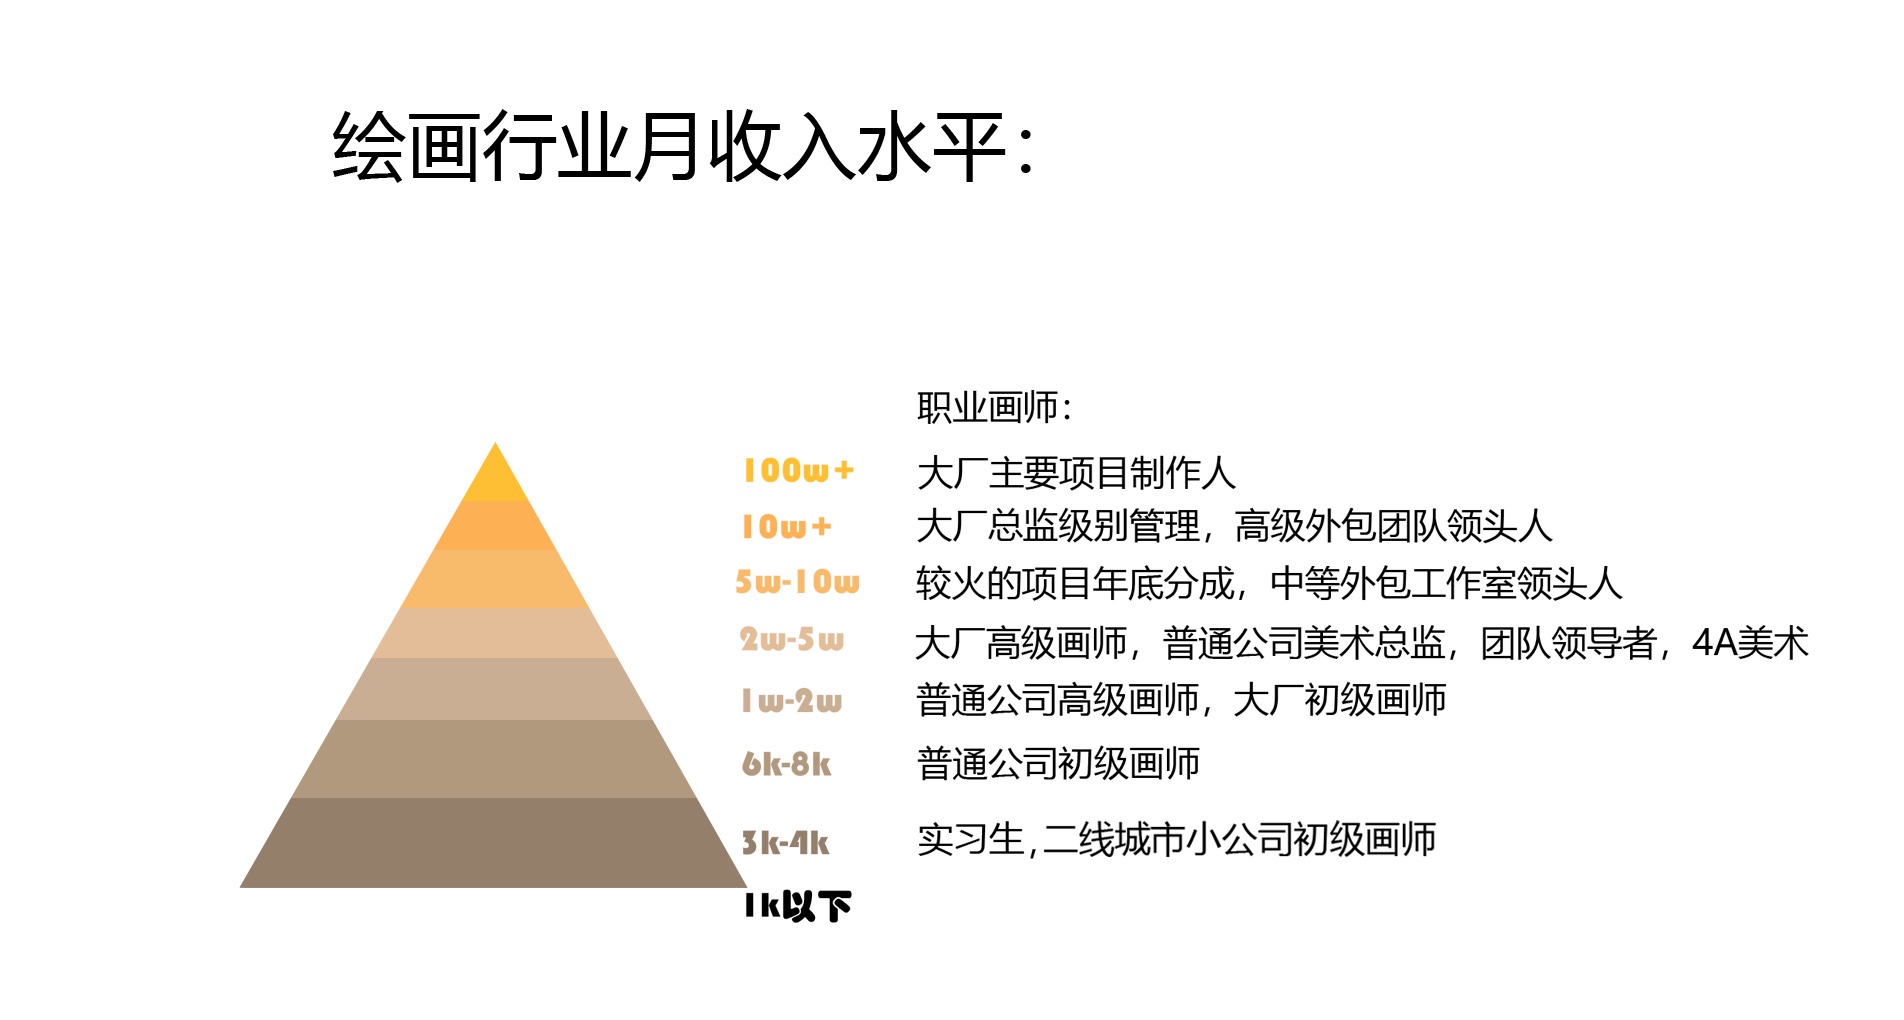 绘画行业月收入水平：
职业画师：
100w+ 大厂主要项目制作人
10w+ 大厂总监级别管理，高级外包团队领头人
5w-10w 较火的项目年底分成，中等外包工作室领头人
2w-5w 大厂高级画师，普通公司美术总监，团队领导者，4A美术
1w-2w 普通公司高级画师，大厂初级画师
6k-8k 普通公司初级画师
3k-4k 实习生,二线城市小公司初级画师
1k以下